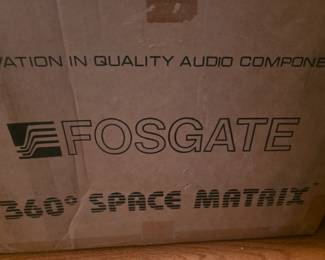 VATION IN QUALITY AUDIO COMPONE
FOSGATE
360° SPACE MATRIX